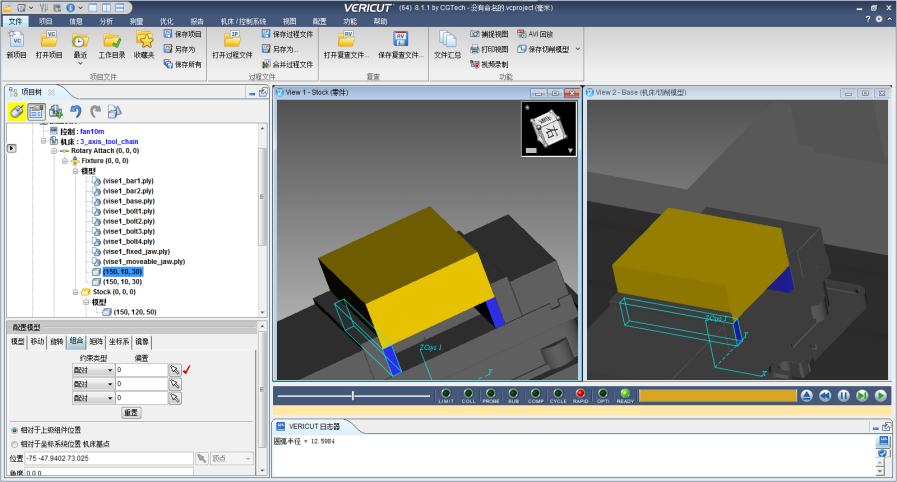 VERICUT (64) 8.1.1 by CGTech - 没有命名的.vcproject (毫米)
文件 项目 信息 分析 测量 优化 报告 机床 / 控制系统 视图 配置 功能 帮助
新项目 打开项目 最近 工作目录 收藏夹 保存项目 另存为 保存所有
打开过程文件 保存过程文件 另存为... 合并过程文件
打开复查文件... 保存复查文件...
文件汇总 捕捉视图 打印视图 视频录制 AVI 回放 保存切削模型
项目文件 过程文件 复查 功能
项目树
控制 : fan10m
机床 : 3_axis_tool_chain
Rotary Attach (0, 0, 0)
Fixture (0, 0, 0)
模型
(vise1_bar1.ply)
(vise1_bar2.ply)
(vise1_base.ply)
(vise1_bolt1.ply)
(vise1_bolt2.ply)
(vise1_bolt3.ply)
(vise1_bolt4.ply)
(vise1_fixed_jaw.ply)
(vise1_moveable_jaw.ply)
(150, 10, 30)
(150, 10, 30)
Stock (0, 0, 0)
模型
(150, 120, 50)
配置模型
模型 移动 旋转 组合 矩阵 坐标系 镜像
约束类型 偏置
配对 0
配对 0
配对 0
重置
相对于上级组件位置
相对于坐标系统位置 机床基点
位置 -75 -47.9402 73.025 顶点
角度 0 0 0
View 1 - Stock (零件)
右
ZCsys 1
Y
View 2 - Base (机床/切削模型)
ZCsys 1
Y
X
LIMIT COLL PROBE SUB COMP CYCLE RAPID OPTI READY
VERICUT 日志器
圆弧半径 = 12.5984